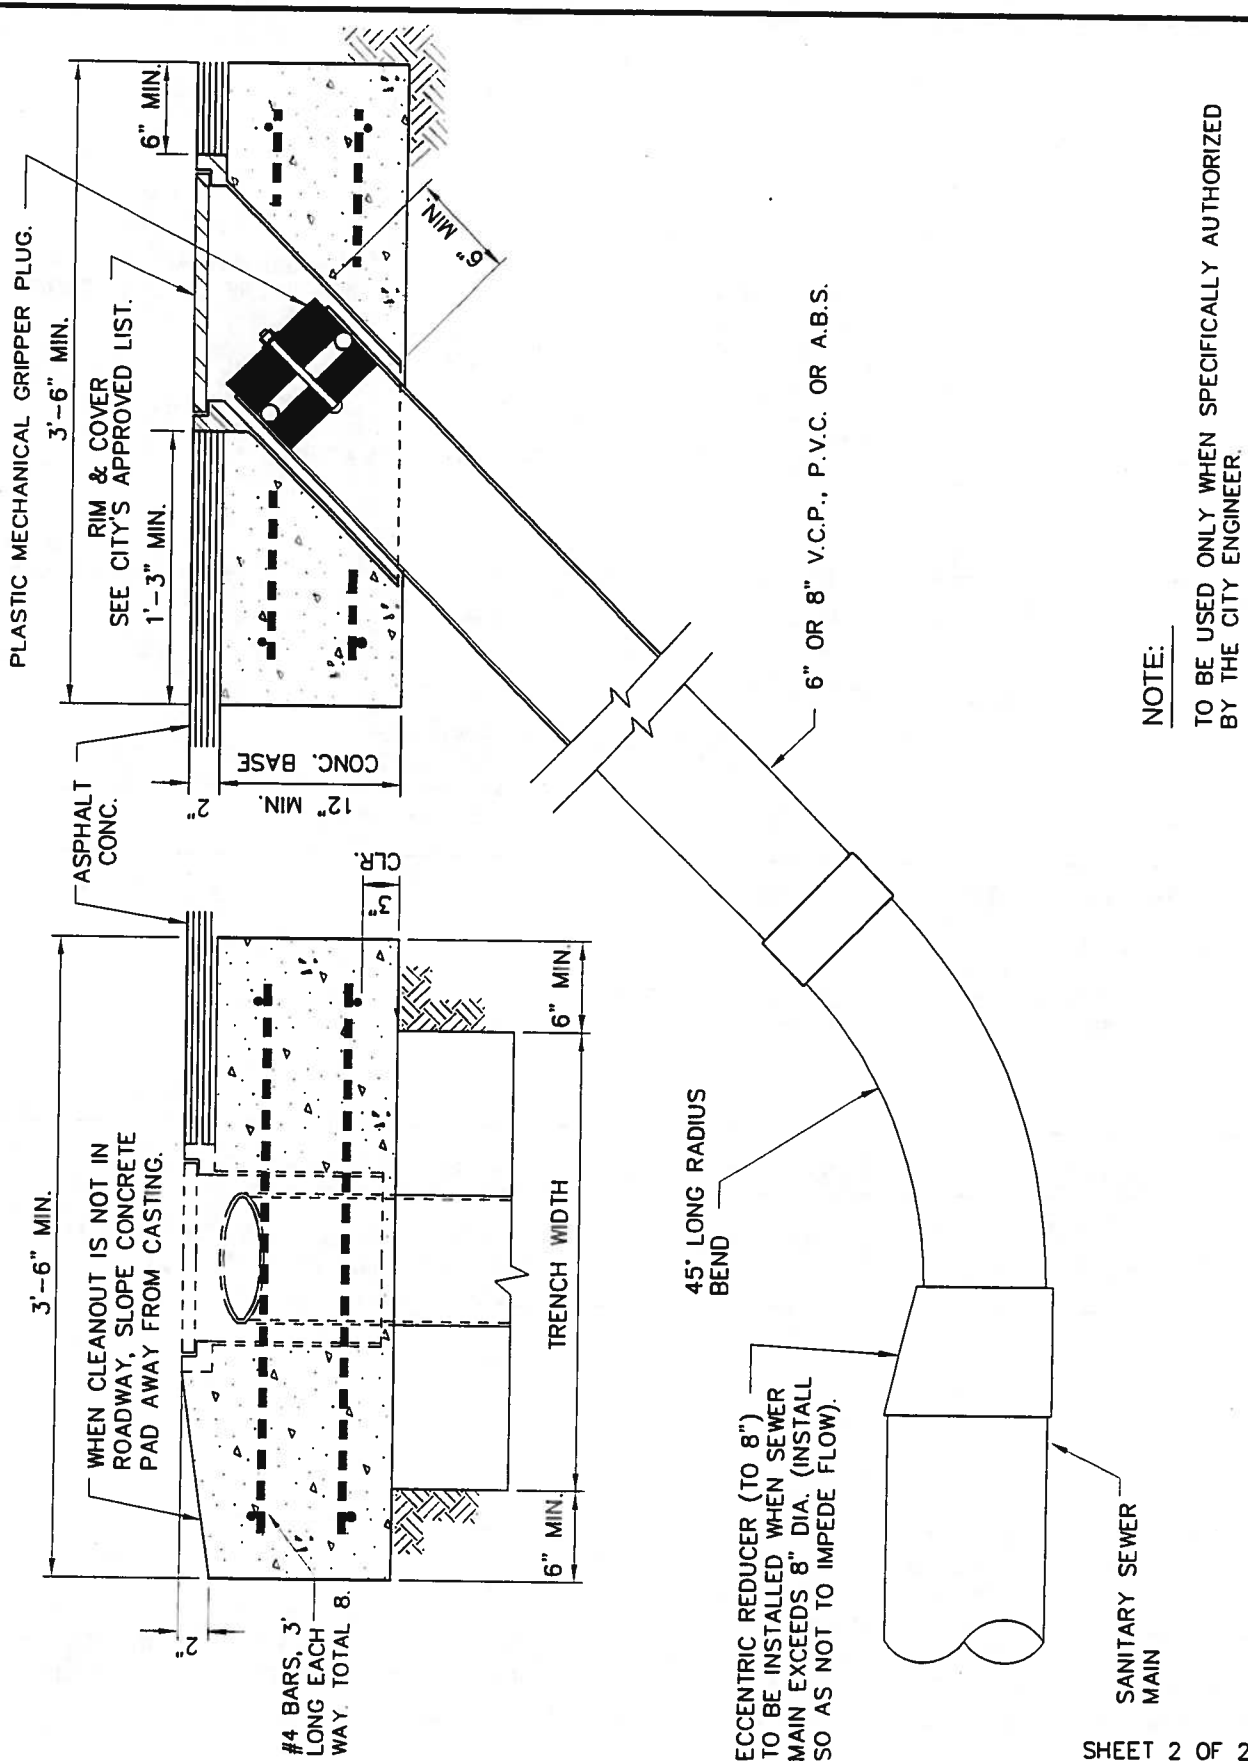 PLASTIC MECHANICAL GRIPPER PLUG.
3'-6" MIN.
6" MIN.
RIM & COVER
SEE CITY'S APPROVED LIST.
1'-3" MIN.
6" MIN.
ASPHALT
CONC.
2"
12" MIN.
CONC. BASE
3'-6" MIN.
WHEN CLEANOUT IS NOT IN
ROADWAY, SLOPE CONCRETE
PAD AWAY FROM CASTING.
2"
#4 BARS, 3'
LONG EACH
WAY. TOTAL 8.
3"
CLR.
6" MIN.
TRENCH WIDTH
6" MIN.
6" OR 8" V.C.P., P.V.C. OR A.B.S.
45° LONG RADIUS
BEND
ECCENTRIC REDUCER (TO 8")
TO BE INSTALLED WHEN SEWER
MAIN EXCEEDS 8" DIA. (INSTALL
SO AS NOT TO IMPEDE FLOW).
SANITARY SEWER
MAIN
NOTE:
TO BE USED ONLY WHEN SPECIFICALLY AUTHORIZED
BY THE CITY ENGINEER.
SHEET 2 OF 2